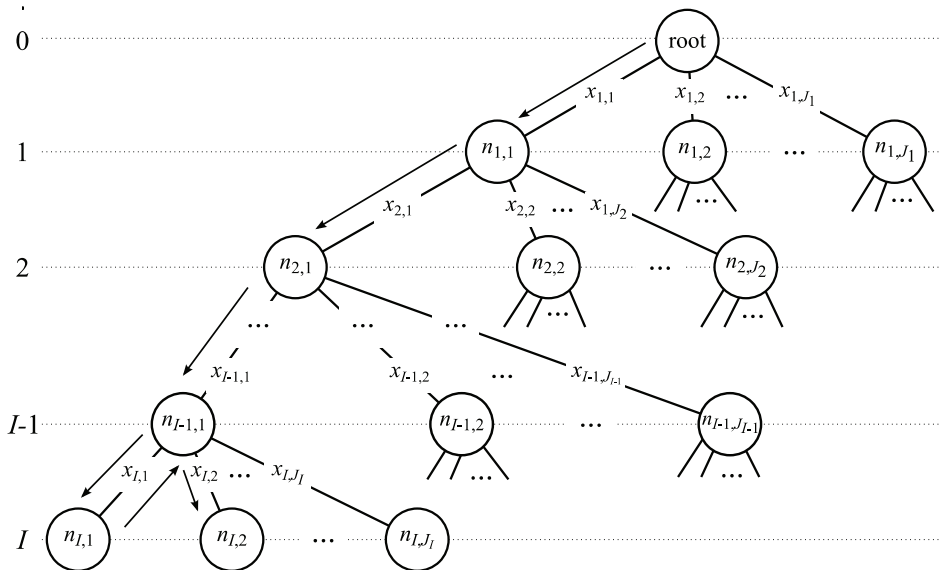 0 root
x1,1 x1,2 ... x1,J1
1 n1,1 n1,2 ... n1,J1
... ...
x2,1 x2,2 ... x1,J2
2 n2,1 n2,2 ... n2,J2
... ... ... ... ...
xI-1,1 xI-1,2 ... xI-1,JI-1
I-1 nI-1,1 nI-1,2 ... nI-1,JI-1
xI,1 xI,2 ... xI,JI ... ...
I nI,1 nI,2 ... nI,JI